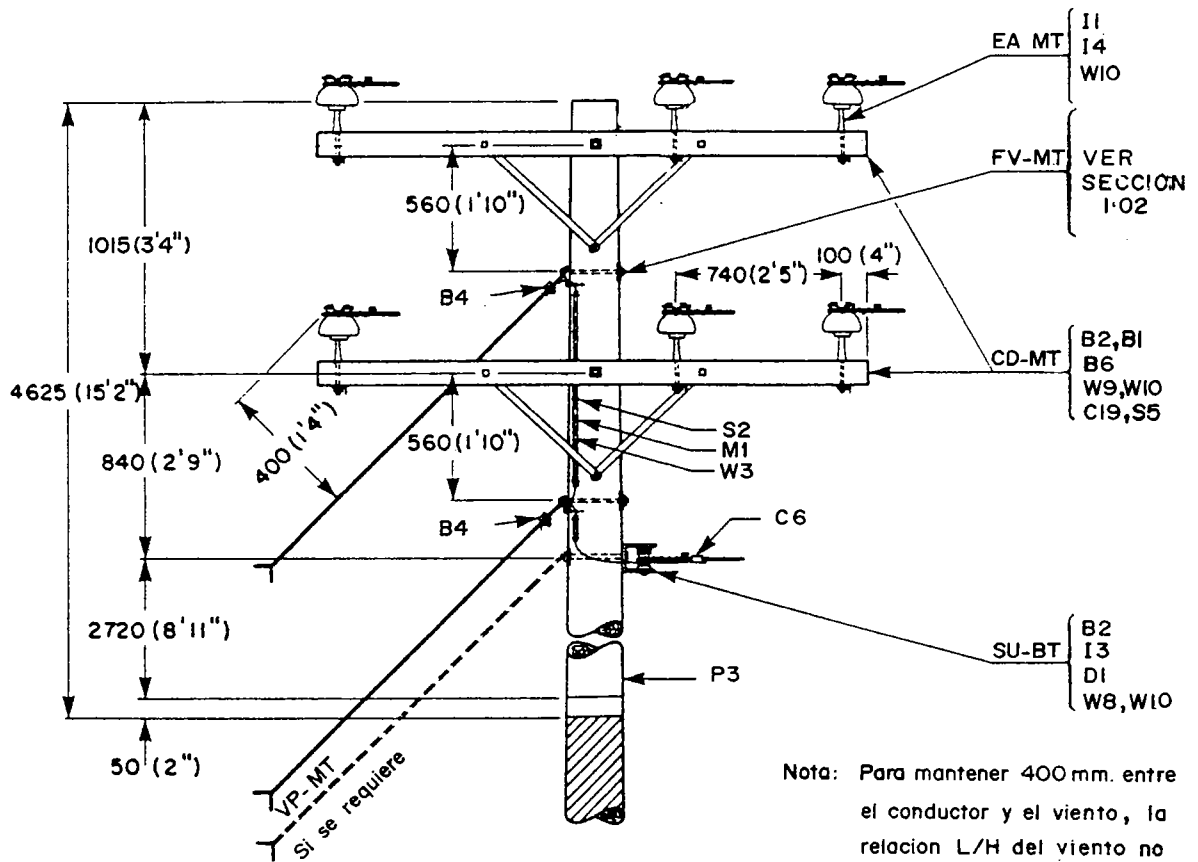 EA MT
I1
I4
W10
FV-MT
VER
SECCION
1·02
560 (1'10")
1015 (3'4")
100 (4")
740 (2'5")
B4
CD-MT
B2, B1
B6
W9, W10
C19, S5
4625 (15'2")
S2
M1
W3
560 (1'10")
400 (1'4")
840 (2'9")
B4
C6
2720 (8'11")
SU-BT
B2
I3
D1
W8, W10
P3
50 (2")
VP-MT
Si se requiere
Nota: Para mantener 400 mm. entre
el conductor y el viento, la
relacion L/H del viento no